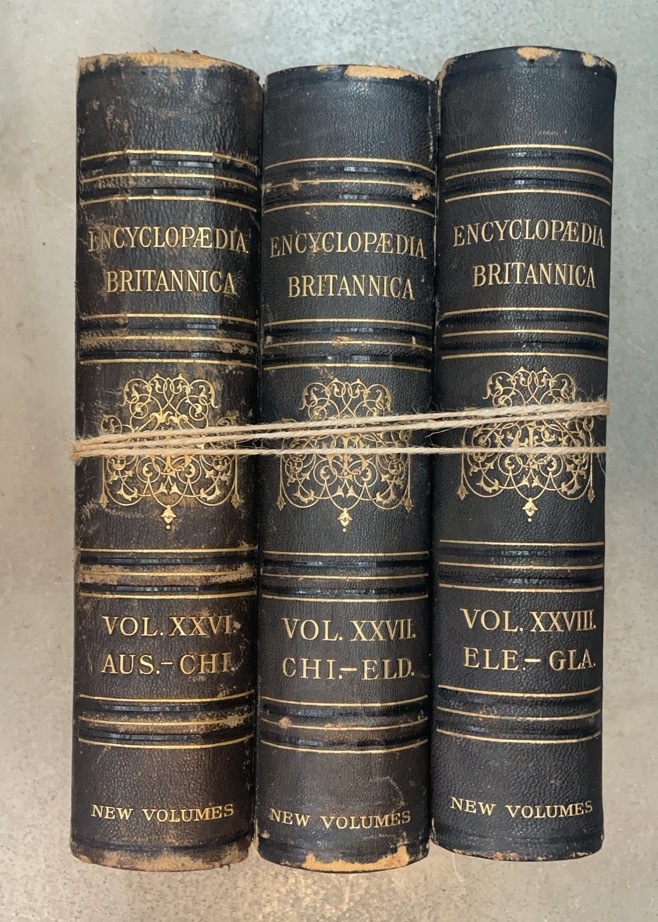 ENCYCLOPÆDIA
BRITANNICA
VOL. XXVI.
AUS.-CHI.
NEW VOLUMES
ENCYCLOPÆDIA
BRITANNICA
VOL. XXVII.
CHI.-ELD.
NEW VOLUMES
ENCYCLOPÆDIA
BRITANNICA
VOL. XXVIII.
ELE-GLA.
NEW VOLUMES